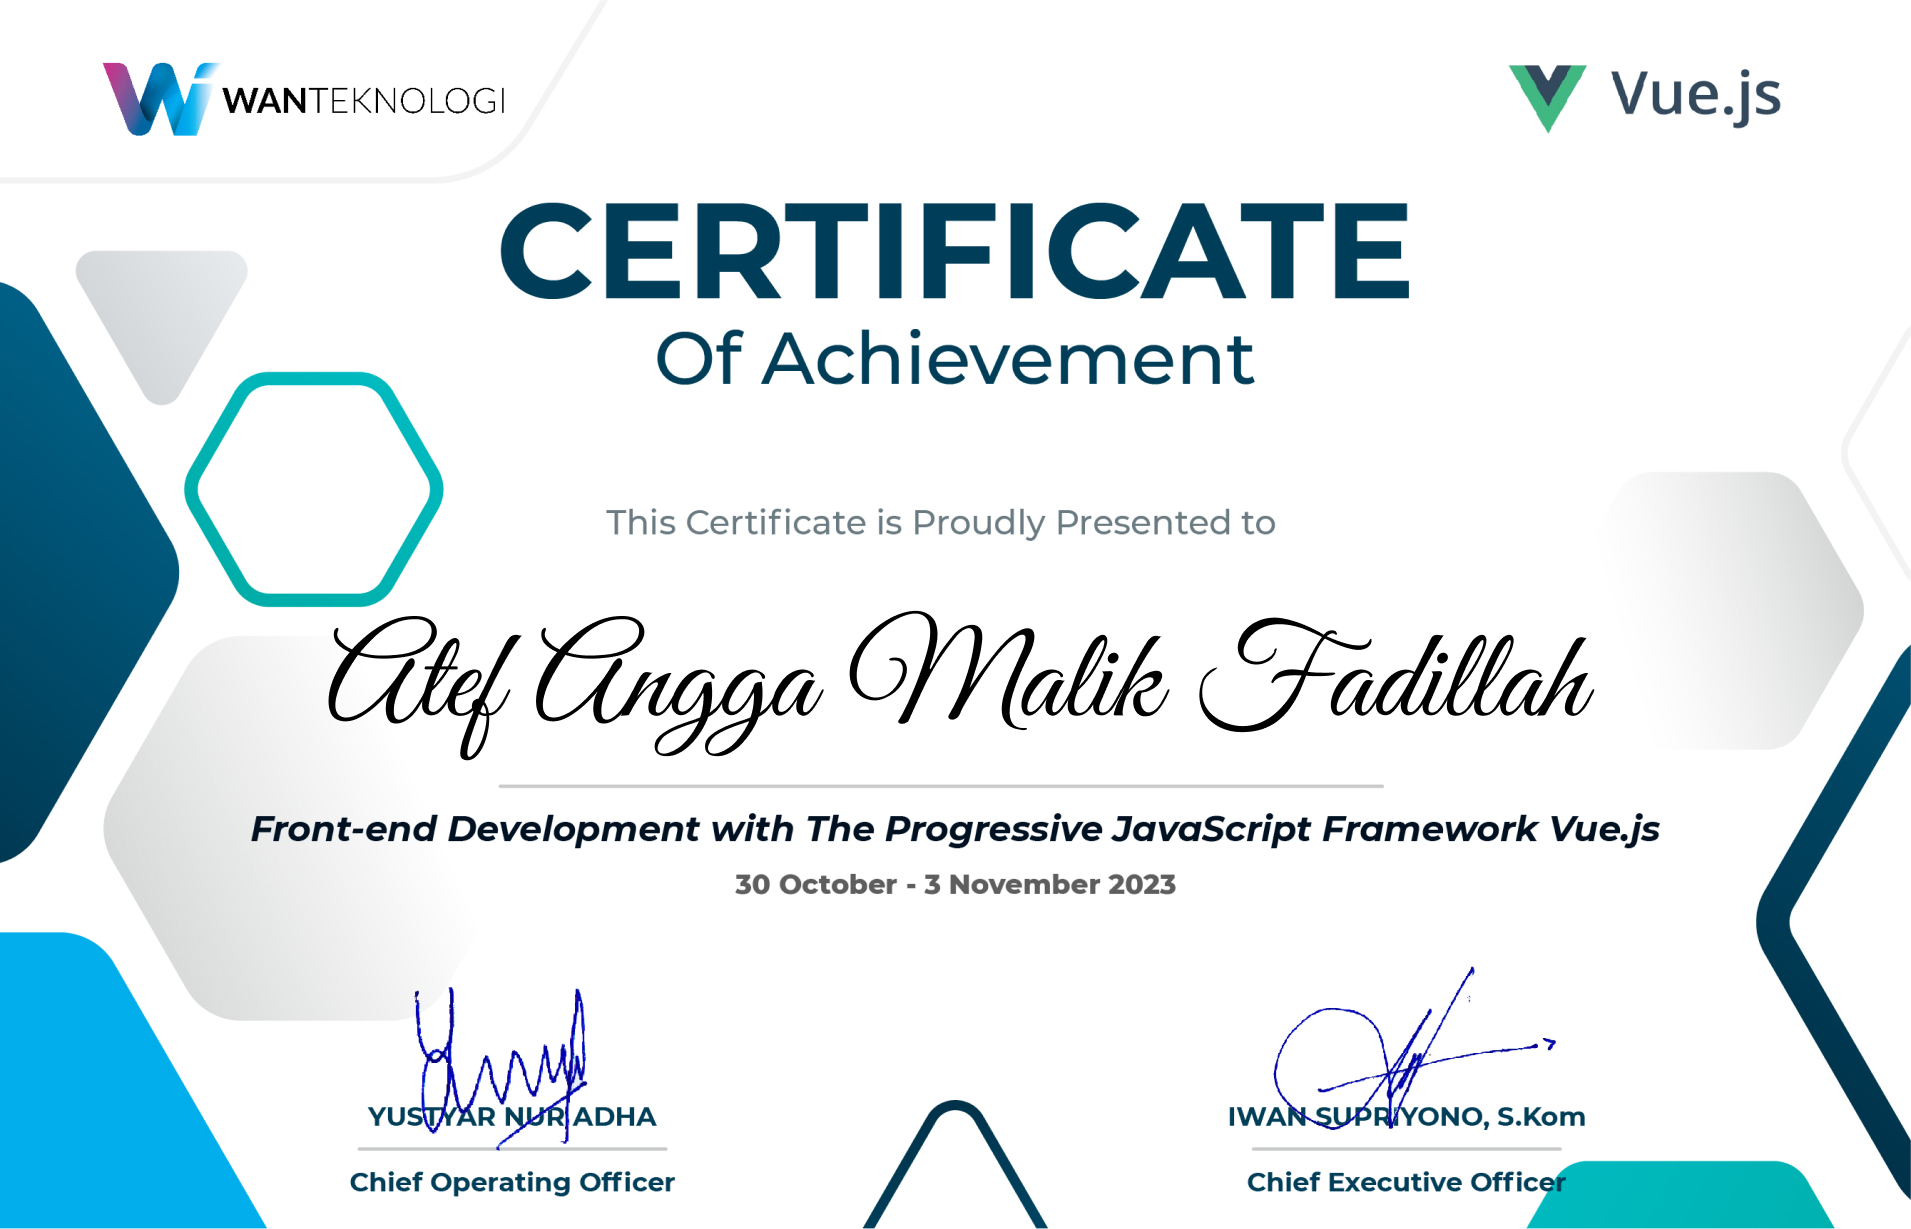 WANTEKNOLOGI
Vue.js
CERTIFICATE
Of Achievement
This Certificate is Proudly Presented to
Atef Angga Malik Fadillah
Front-end Development with The Progressive JavaScript Framework Vue.js
30 October - 3 November 2023
YUSTYAR NUR ADHA
Chief Operating Officer
IWAN SUPRIYONO, S.Kom
Chief Executive Officer